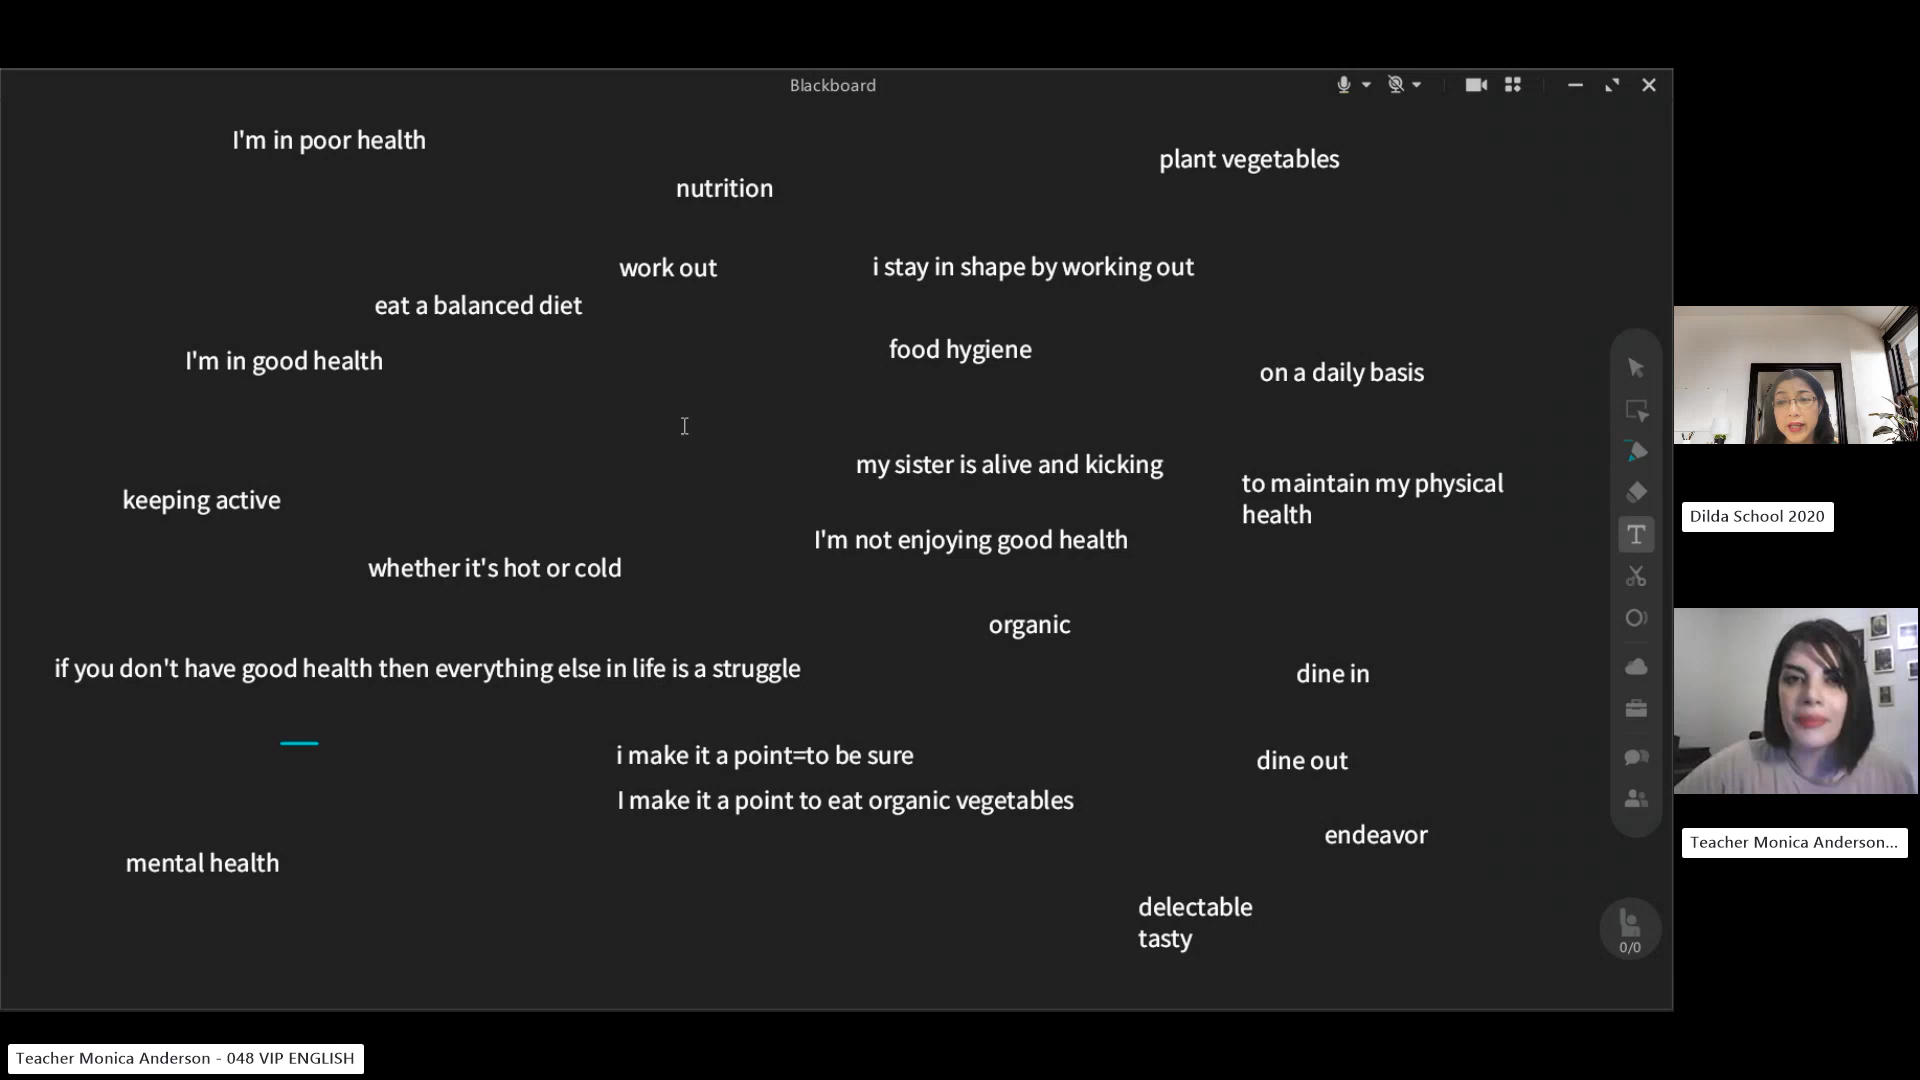 Blackboard
I'm in poor health
plant vegetables
nutrition
work out
i stay in shape by working out
eat a balanced diet
food hygiene
I'm in good health
on a daily basis
my sister is alive and kicking
to maintain my physical
health
keeping active
I'm not enjoying good health
whether it's hot or cold
organic
if you don't have good health then everything else in life is a struggle
dine in
i make it a point=to be sure
dine out
I make it a point to eat organic vegetables
endeavor
mental health
delectable
tasty
T
0/0
Dilda School 2020
Teacher Monica Anderson...
Teacher Monica Anderson - 048 VIP ENGLISH